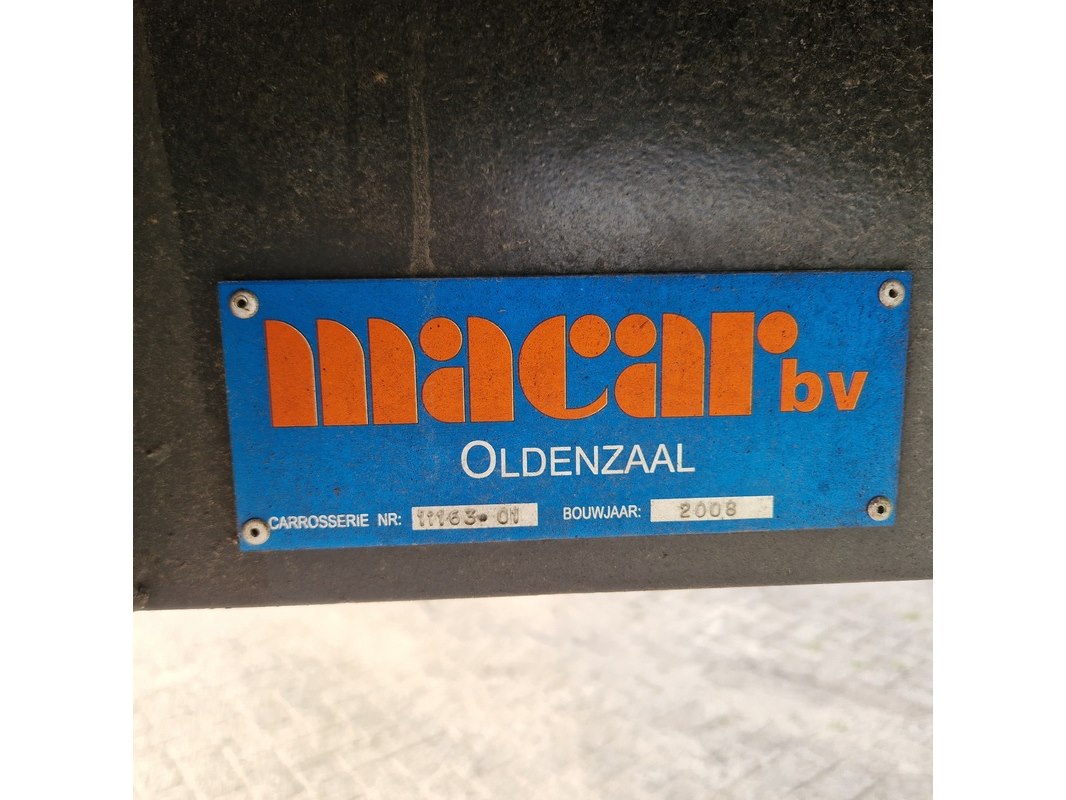 macar bv
OLDENZAAL
CARROSSERIE NR: 11163.01 BOUWJAAR: 2008